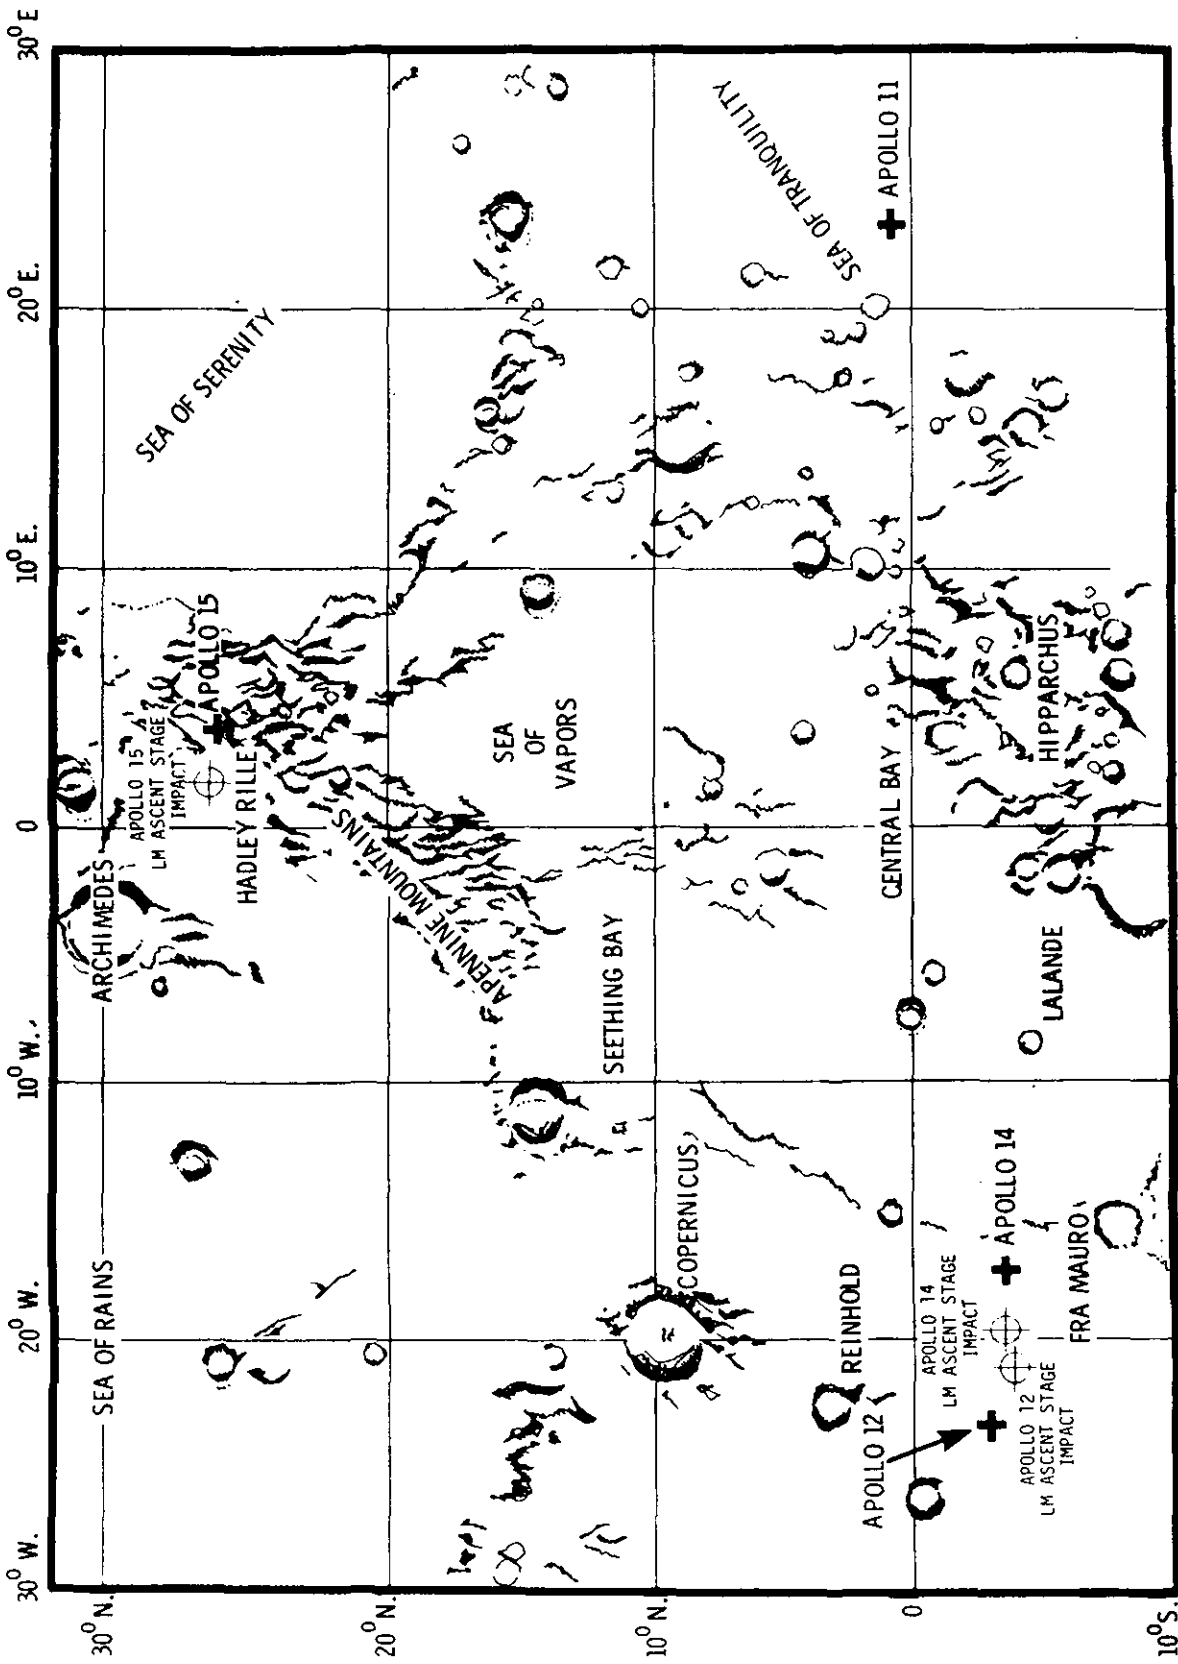 30° N.
20° N.
10° N.
0
10° S.
30° W.
20° W.
10° W.
0
10° E.
20° E.
30° E
SEA OF RAINS
ARCHIMEDES
APOLLO 15
LM ASCENT STAGE
IMPACT
APOLLO 15
HADLEY RILLE
SEA OF SERENITY
APENNINE MOUNTAINS
SEA
OF
VAPORS
SEETHING BAY
COPERNICUS
SEA OF TRANQUILITY
REINHOLD
APOLLO 12
CENTRAL BAY
APOLLO 11
APOLLO 14
LM ASCENT STAGE
IMPACT
APOLLO 14
APOLLO 12
LM ASCENT STAGE
IMPACT
LALANDE
HIPPARCHUS
FRA MAURO